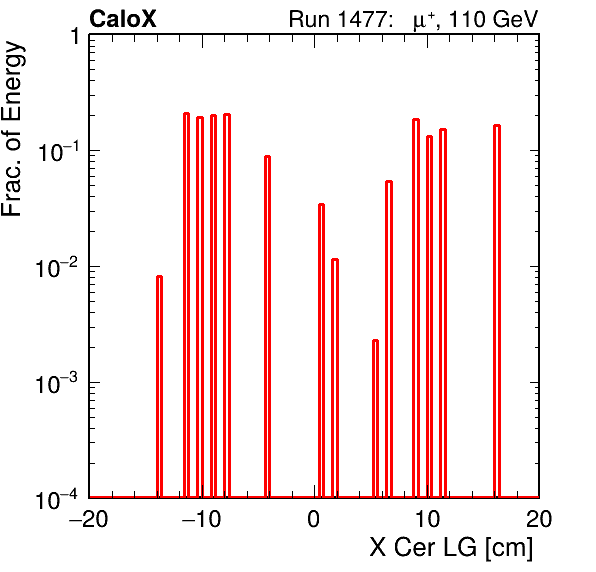 CaloX Run 1477: μ⁺, 110 GeV
Frac. of Energy
1
10⁻¹
10⁻²
10⁻³
10⁻⁴
−20 −10 0 10 20
X Cer LG [cm]